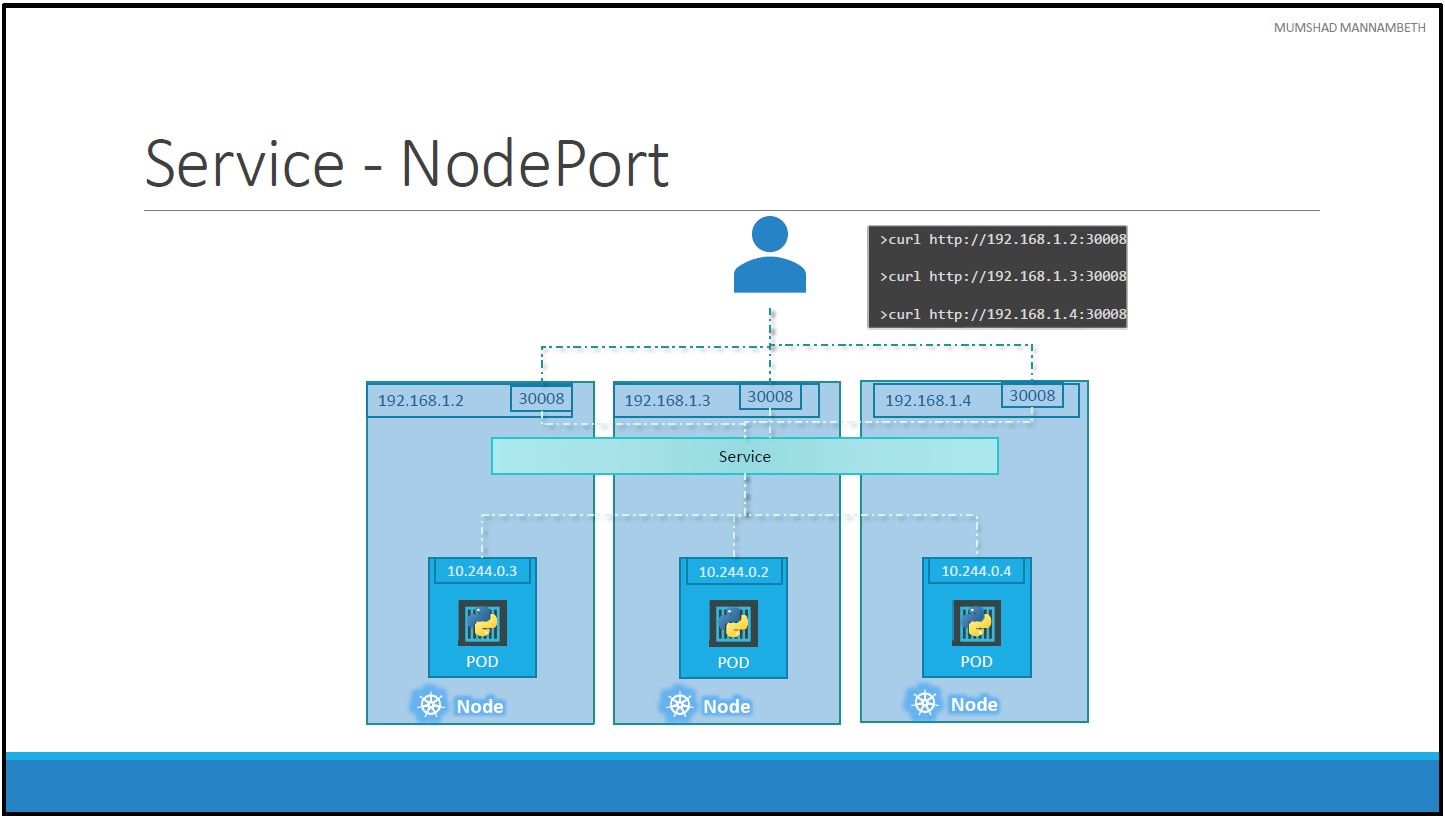 MUMSHAD MANNAMBETH
Service - NodePort
>curl http://192.168.1.2:30008
>curl http://192.168.1.3:30008
>curl http://192.168.1.4:30008
192.168.1.2
30008
192.168.1.3
30008
192.168.1.4
30008
Service
10.244.0.3
10.244.0.2
10.244.0.4
POD
POD
POD
Node
Node
Node